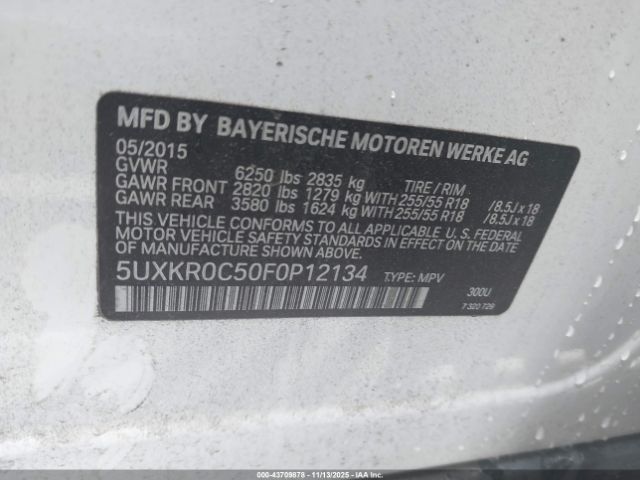 MFD BY BAYERISCHE MOTOREN WERKE AG
05/2015
GVWR 6250 lbs 2835 kg TIRE / RIM
GAWR FRONT 2820 lbs 1279 kg WITH 255/55 R18 /8.5J x 18
GAWR REAR 3580 lbs 1624 kg WITH 255/55 R18 /8.5J x 18
THIS VEHICLE CONFORMS TO ALL APPLICABLE U.S. FEDERAL
MOTOR VEHICLE SAFETY STANDARDS IN EFFECT ON THE DATE
OF MANUFACTURE SHOWN ABOVE.
5UXKR0C50F0P12134 TYPE: MPV
300U
7 320 729
000-43709878 | 11/13/2025 | IAA Inc.